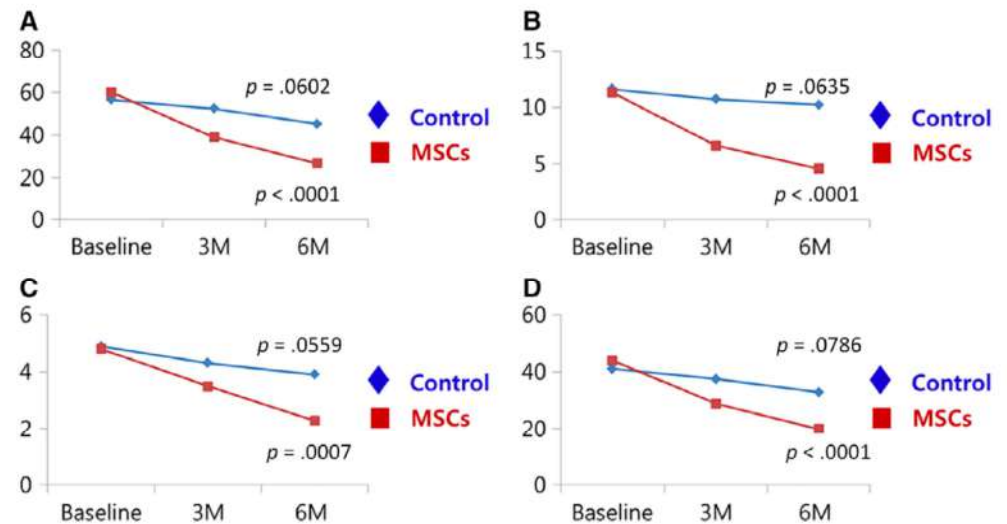 A
80
60
40
20
0
p = .0602
p < .0001
Baseline 3M 6M
Control
MSCs
B
15
10
5
0
p = .0635
p < .0001
Baseline 3M 6M
Control
MSCs
C
6
4
2
0
p = .0559
p = .0007
Baseline 3M 6M
Control
MSCs
D
60
40
20
0
p = .0786
p < .0001
Baseline 3M 6M
Control
MSCs